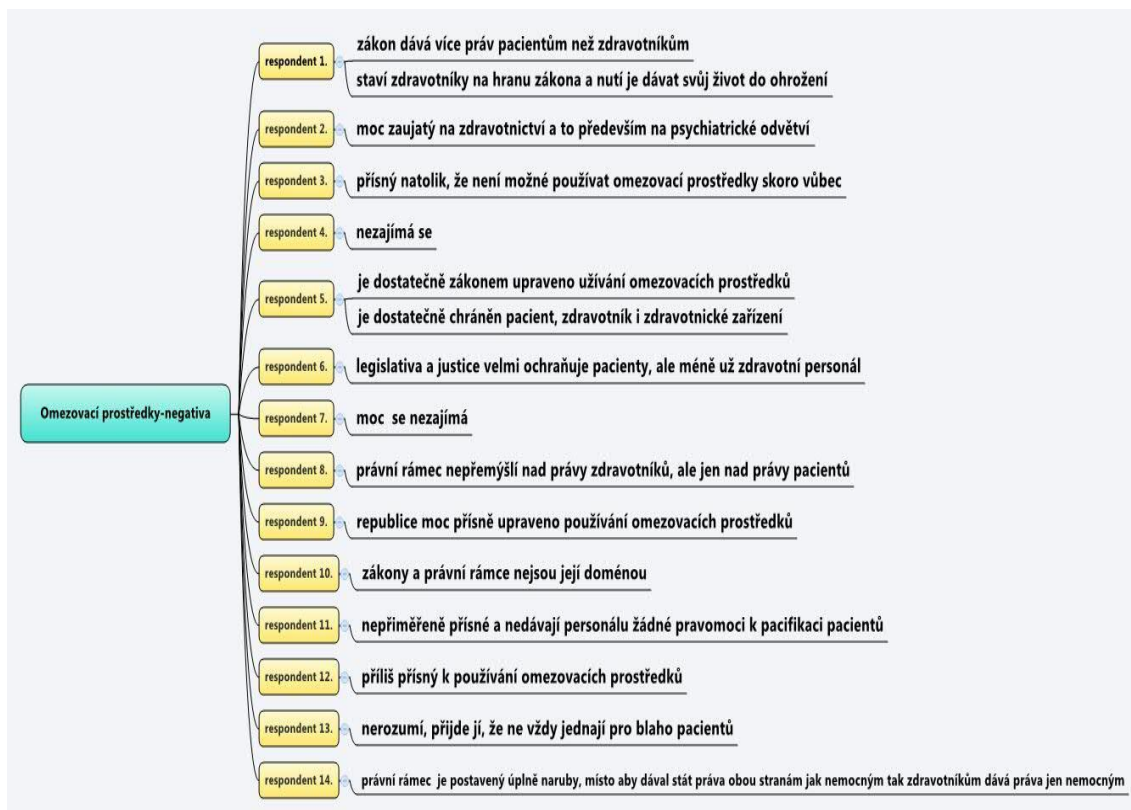 Omezovací prostředky-negativa
respondent 1.
zákon dává více práv pacientům než zdravotníkům
staví zdravotníky na hranu zákona a nutí je dávat svůj život do ohrožení
respondent 2.
moc zaujatý na zdravotnictví a to především na psychiatrické odvětví
respondent 3.
přísný natolik, že není možné používat omezovací prostředky skoro vůbec
respondent 4.
nezajímá se
respondent 5.
je dostatečně zákonem upraveno užívání omezovacích prostředků
je dostatečně chráněn pacient, zdravotník i zdravotnické zařízení
respondent 6.
legislativa a justice velmi ochraňuje pacienty, ale méně už zdravotní personál
respondent 7.
moc  se nezajímá
respondent 8.
právní rámec nepřemýšlí nad právy zdravotníků, ale jen nad právy pacientů
respondent 9.
republice moc přísně upraveno používání omezovacích prostředků
respondent 10.
zákony a právní rámce nejsou její doménou
respondent 11.
nepřiměřeně přísné a nedávají personálu žádné pravomoci k pacifikaci pacientů
respondent 12.
příliš přísný k používání omezovacích prostředků
respondent 13.
nerozumí, přijde jí, že ne vždy jednají pro blaho pacientů
respondent 14.
právní rámec  je postavený úplně naruby, místo aby dával stát práva obou stranám jak nemocným tak zdravotníkům dává práva jen nemocným